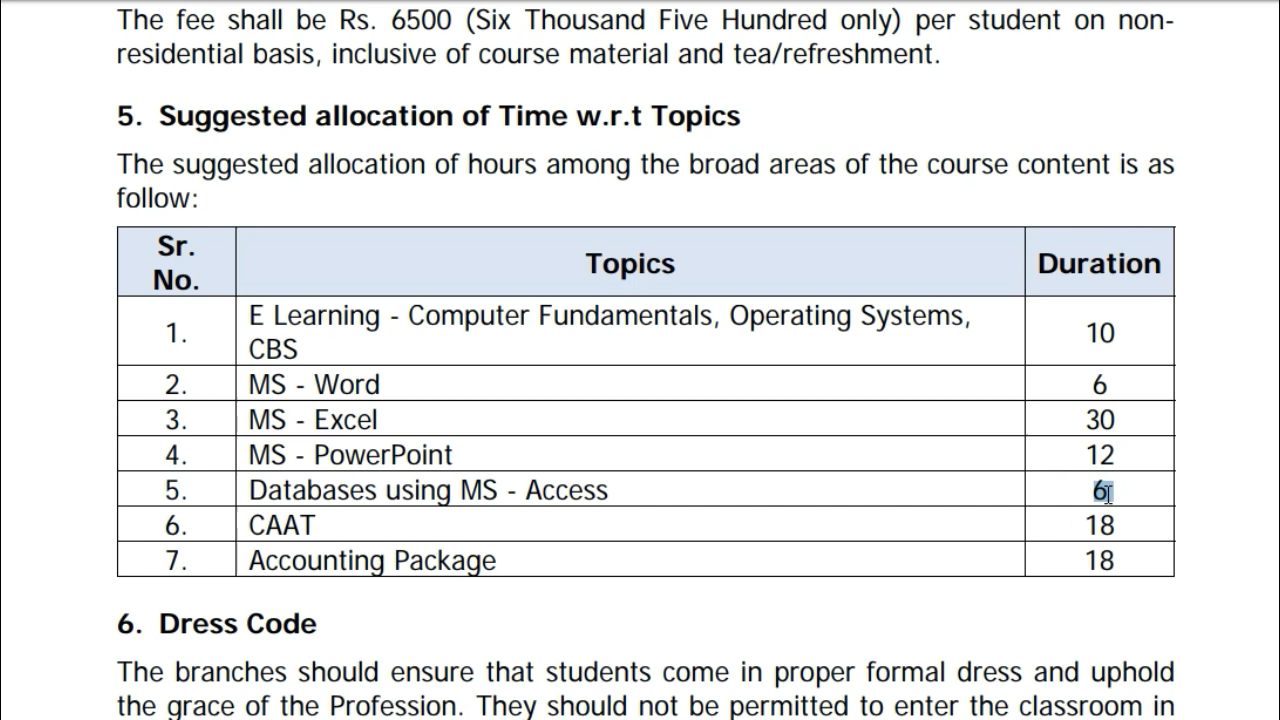 The fee shall be Rs. 6500 (Six Thousand Five Hundred only) per student on non-
residential basis, inclusive of course material and tea/refreshment.
5. Suggested allocation of Time w.r.t Topics
The suggested allocation of hours among the broad areas of the course content is as
follow:
Sr. No. Topics Duration
1. E Learning - Computer Fundamentals, Operating Systems, CBS 10
2. MS - Word 6
3. MS - Excel 30
4. MS - PowerPoint 12
5. Databases using MS - Access 6
6. CAAT 18
7. Accounting Package 18
6. Dress Code
The branches should ensure that students come in proper formal dress and uphold
the grace of the Profession. They should not be permitted to enter the classroom in